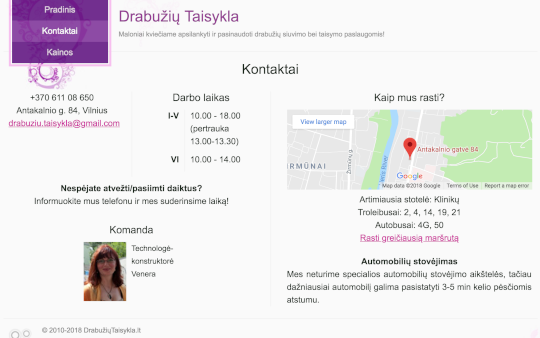 Pradinis
Kontaktai
Kainos
Drabužių Taisykla
Maloniai kviečiame apsilankyti ir pasinaudoti drabužių siuvimo bei taisymo paslaugomis!
Kontaktai
+370 611 08 650
Antakalnio g. 84, Vilnius
drabuziu.taisykla@gmail.com
Darbo laikas
I-V 10.00 - 18.00
(pertrauka
13.00-13.30)
VI 10.00 - 14.00
Nespėjate atvežti/pasiimti daiktus?
Informuokite mus telefonu ir mes suderinsime laiką!
Komanda
Technologė-
konstruktorė
Venera
Kaip mus rasti?
View larger map
Antakalnio gatvė 84
ŽIRMŪNAI
Žirmūnų g.
Neris River
Google
Map data ©2018 Google Terms of Use Report a map error
Artimiausia stotelė: Klinikų
Troleibusai: 2, 4, 14, 19, 21
Autobusai: 4G, 50
Rasti greičiausią maršrutą
Automobilių stovėjimas
Mes neturime specialios automobilių stovėjimo aikštelės, tačiau
dažniausiai automobilį galima pasistatyti 3-5 min kelio pėsčiomis
atstumu.
© 2010-2018 DrabužiųTaisykla.lt